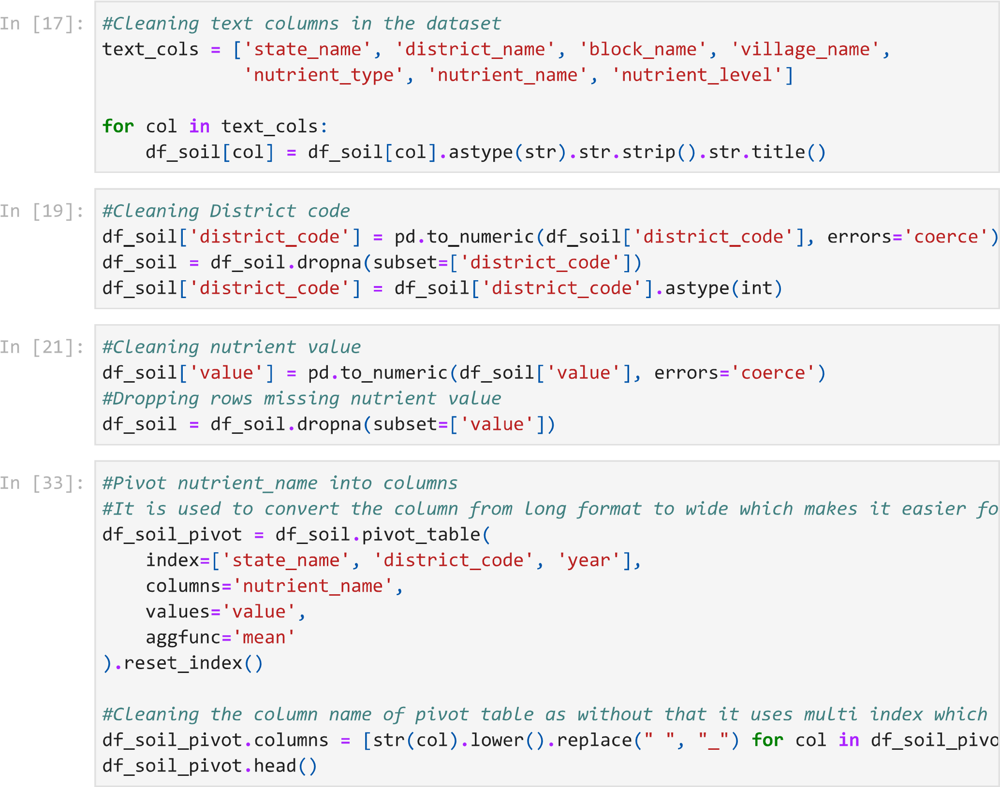 In [17]: #Cleaning text columns in the dataset
text_cols = ['state_name', 'district_name', 'block_name', 'village_name',
             'nutrient_type', 'nutrient_name', 'nutrient_level']

for col in text_cols:
    df_soil[col] = df_soil[col].astype(str).str.strip().str.title()
In [19]: #Cleaning District code
df_soil['district_code'] = pd.to_numeric(df_soil['district_code'], errors='coerce')
df_soil = df_soil.dropna(subset=['district_code'])
df_soil['district_code'] = df_soil['district_code'].astype(int)
In [21]: #Cleaning nutrient value
df_soil['value'] = pd.to_numeric(df_soil['value'], errors='coerce')
#Dropping rows missing nutrient value
df_soil = df_soil.dropna(subset=['value'])
In [33]: #Pivot nutrient_name into columns
#It is used to convert the column from long format to wide which makes it easier fo
df_soil_pivot = df_soil.pivot_table(
    index=['state_name', 'district_code', 'year'],
    columns='nutrient_name',
    values='value',
    aggfunc='mean'
).reset_index()

#Cleaning the column name of pivot table as without that it uses multi index which
df_soil_pivot.columns = [str(col).lower().replace(" ", "_") for col in df_soil_pivo
df_soil_pivot.head()